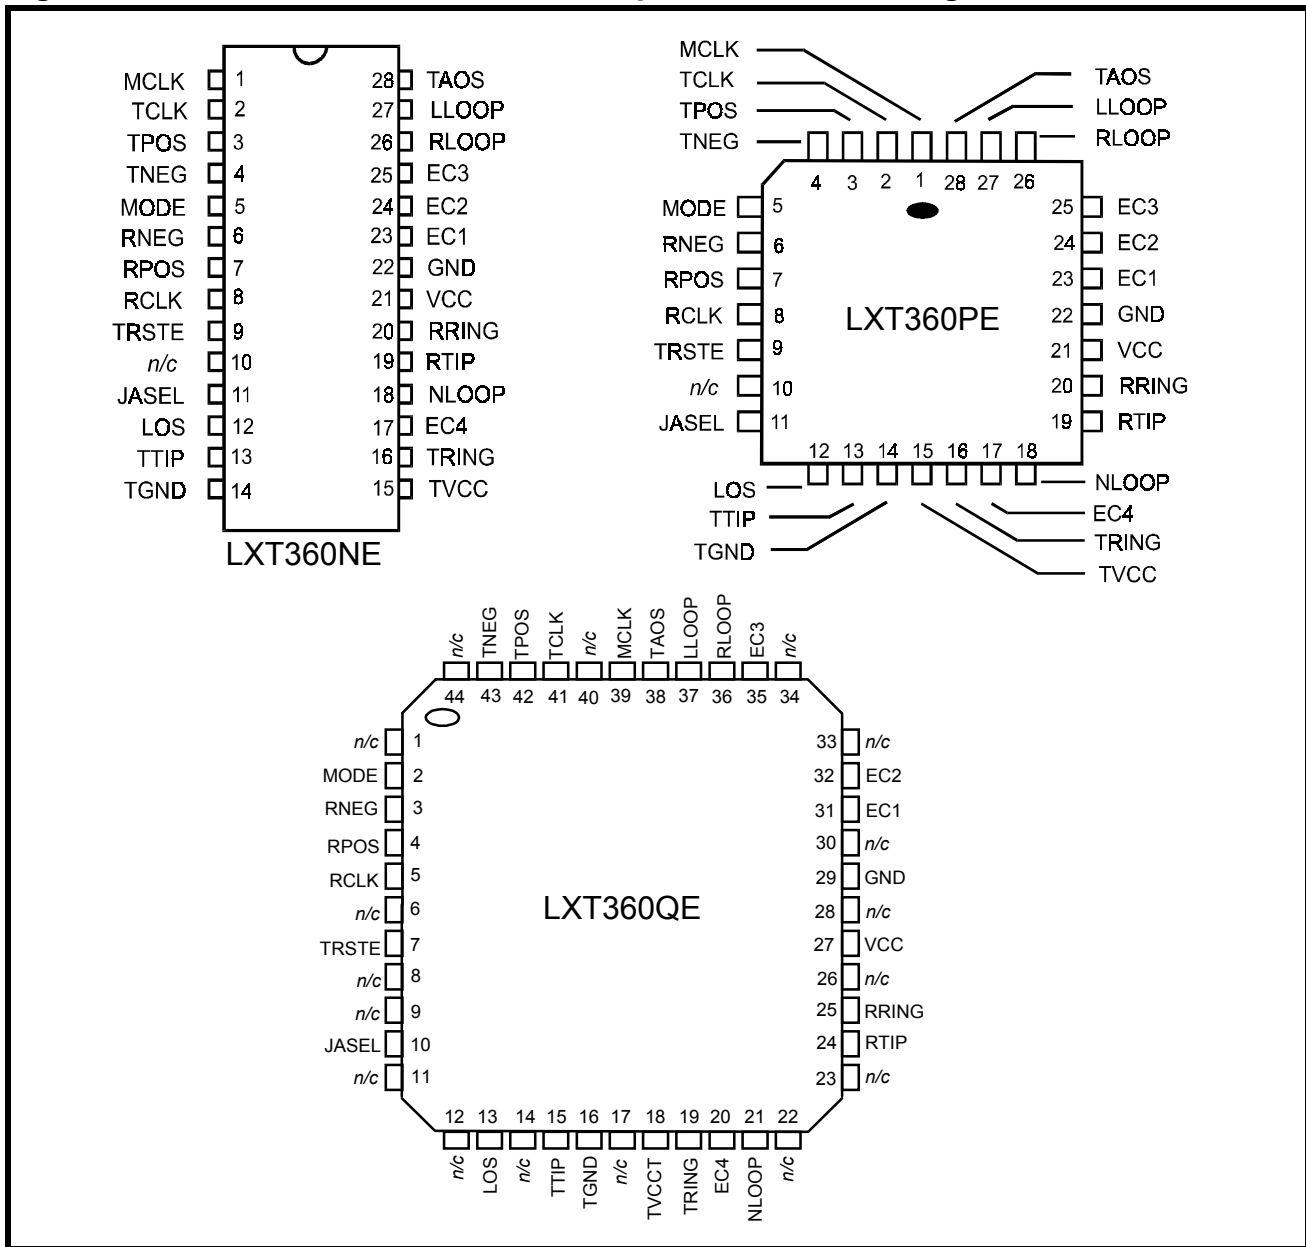 MCLK 1 28 TAOS
TCLK 2 27 LLOOP
TPOS 3 26 RLOOP
TNEG 4 25 EC3
MODE 5 24 EC2
RNEG 6 23 EC1
RPOS 7 22 GND
RCLK 8 21 VCC
TRSTE 9 20 RRING
n/c 10 19 RTIP
JASEL 11 18 NLOOP
LOS 12 17 EC4
TTIP 13 16 TRING
TGND 14 15 TVCC
LXT360NE
MCLK
TCLK TAOS
TPOS LLOOP
TNEG RLOOP
4 3 2 1 28 27 26
MODE 5 25 EC3
RNEG 6 24 EC2
RPOS 7 23 EC1
RCLK 8 LXT360PE 22 GND
TRSTE 9 21 VCC
n/c 10 20 RRING
JASEL 11 19 RTIP
12 13 14 15 16 17 18
LOS NLOOP
TTIP EC4
TGND TRING
TVCC
n/c TNEG TPOS TCLK n/c MCLK TAOS LLOOP RLOOP EC3 n/c
44 43 42 41 40 39 38 37 36 35 34
n/c 1 33 n/c
MODE 2 32 EC2
RNEG 3 31 EC1
RPOS 4 30 n/c
RCLK 5 29 GND
n/c 6 LXT360QE 28 n/c
TRSTE 7 27 VCC
n/c 8 26 n/c
n/c 9 25 RRING
JASEL 10 24 RTIP
n/c 11 23 n/c
12 13 14 15 16 17 18 19 20 21 22
n/c LOS n/c TTIP TGND n/c TVCCT TRING EC4 NLOOP n/c